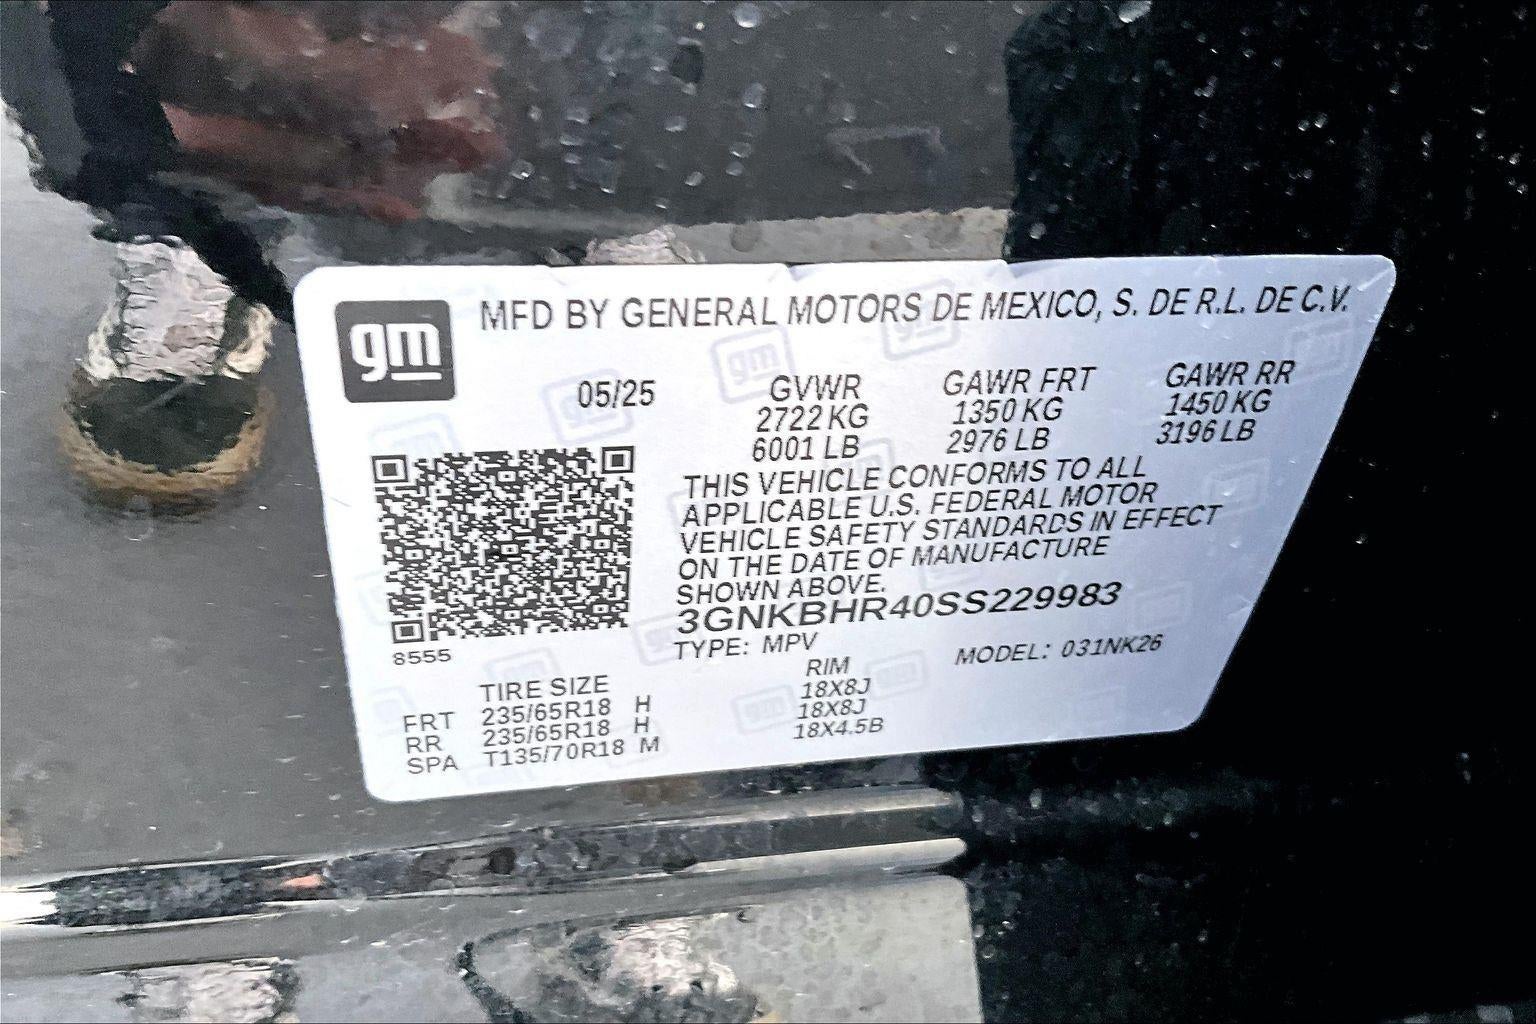 gm
MFD BY GENERAL MOTORS DE MEXICO, S. DE R.L. DE C.V.
05/25 GVWR GAWR FRT GAWR RR
2722 KG 1350 KG 1450 KG
6001 LB 2976 LB 3196 LB
THIS VEHICLE CONFORMS TO ALL
APPLICABLE U.S. FEDERAL MOTOR
VEHICLE SAFETY STANDARDS IN EFFECT
ON THE DATE OF MANUFACTURE
SHOWN ABOVE.
3GNKBHR40SS229983
8555
TYPE: MPV MODEL: 031NK26
TIRE SIZE RIM
FRT 235/65R18 H 18X8J
RR 235/65R18 H 18X8J
SPA T135/70R18 M 18X4.5B